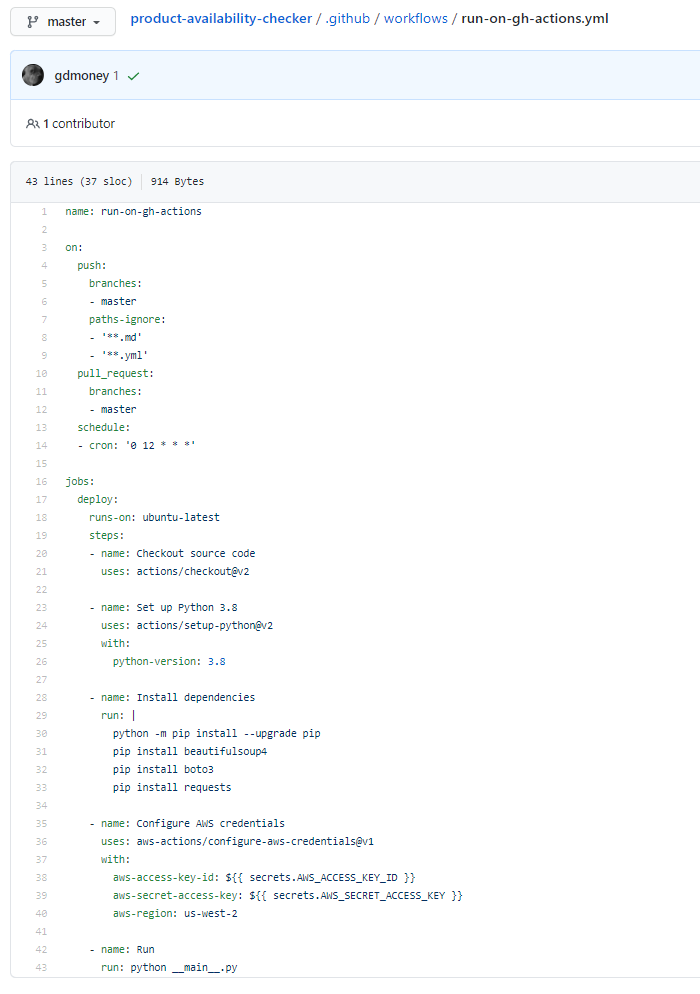 master product-availability-checker / .github / workflows / run-on-gh-actions.yml
gdmoney 1
1 contributor
43 lines (37 sloc) 914 Bytes
1 name: run-on-gh-actions
2
3 on:
4   push:
5     branches:
6     - master
7     paths-ignore:
8     - '**.md'
9     - '**.yml'
10   pull_request:
11     branches:
12     - master
13   schedule:
14   - cron: '0 12 * * *'
15
16 jobs:
17   deploy:
18     runs-on: ubuntu-latest
19     steps:
20     - name: Checkout source code
21       uses: actions/checkout@v2
22
23     - name: Set up Python 3.8
24       uses: actions/setup-python@v2
25       with:
26         python-version: 3.8
27
28     - name: Install dependencies
29       run: |
30         python -m pip install --upgrade pip
31         pip install beautifulsoup4
32         pip install boto3
33         pip install requests
34
35     - name: Configure AWS credentials
36       uses: aws-actions/configure-aws-credentials@v1
37       with:
38         aws-access-key-id: ${{ secrets.AWS_ACCESS_KEY_ID }}
39         aws-secret-access-key: ${{ secrets.AWS_SECRET_ACCESS_KEY }}
40         aws-region: us-west-2
41
42     - name: Run
43       run: python __main__.py